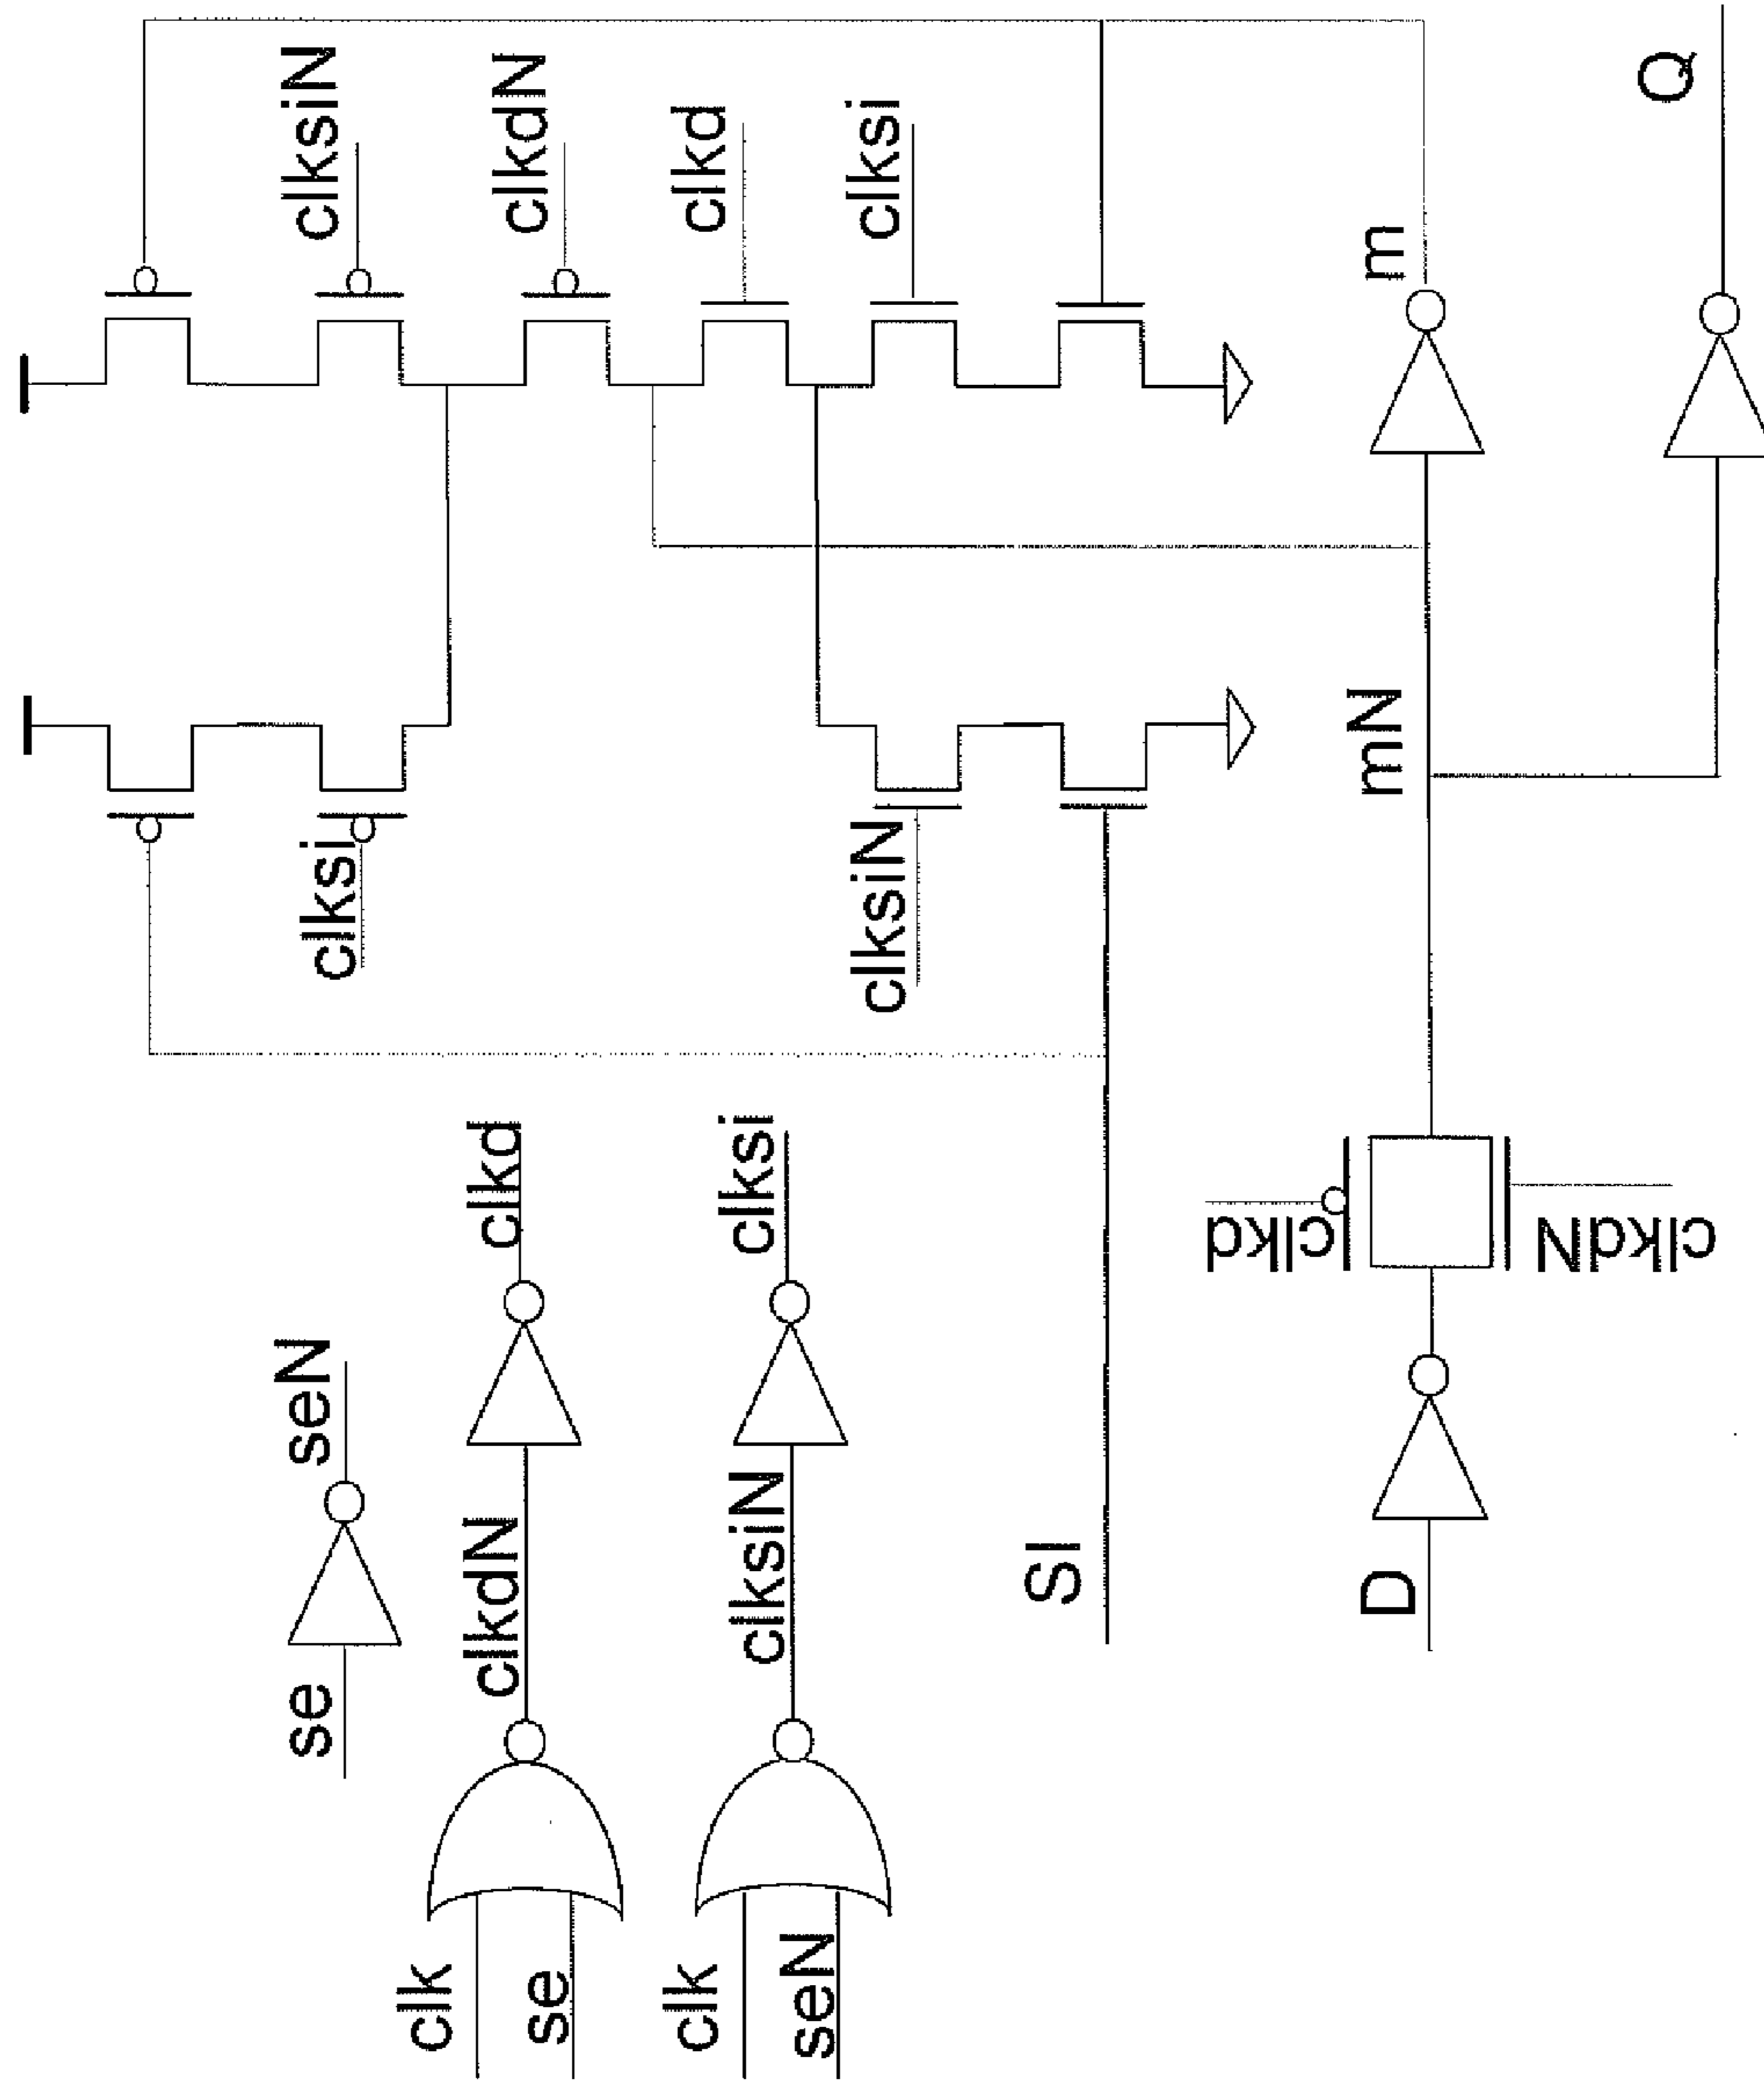 se
seN
clk
se
clkdN
clkd
clk
seN
clksiN
clksi
clksi
clksiN
clksiN
clkdN
clkd
clksi
SI
D
clkd
clkdN
mN
m
Q